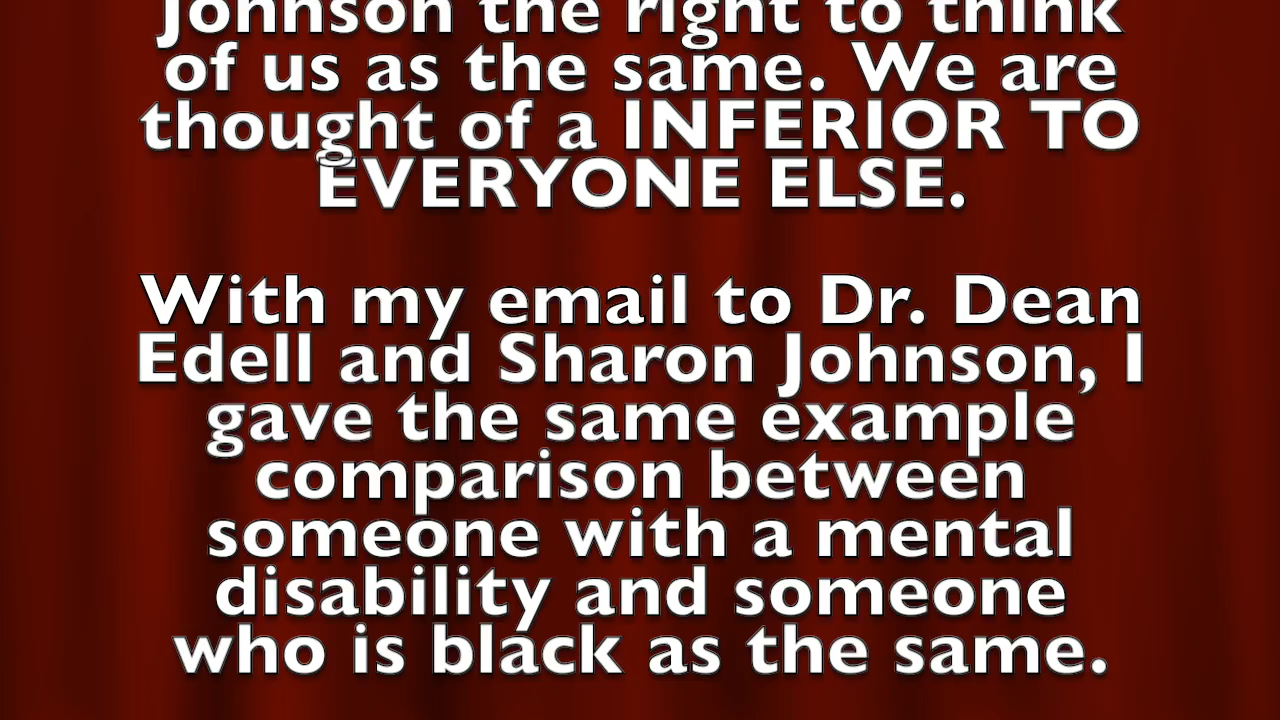 Johnson the right to think
of us as the same. We are
thought of a INFERIOR TO
EVERYONE ELSE.
With my email to Dr. Dean
Edell and Sharon Johnson, I
gave the same example
comparison between
someone with a mental
disability and someone
who is black as the same.